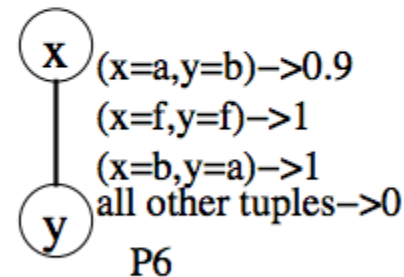 x
(x=a,y=b)–>0.9
(x=f,y=f)–>1
(x=b,y=a)–>1
all other tuples–>0
y
P6